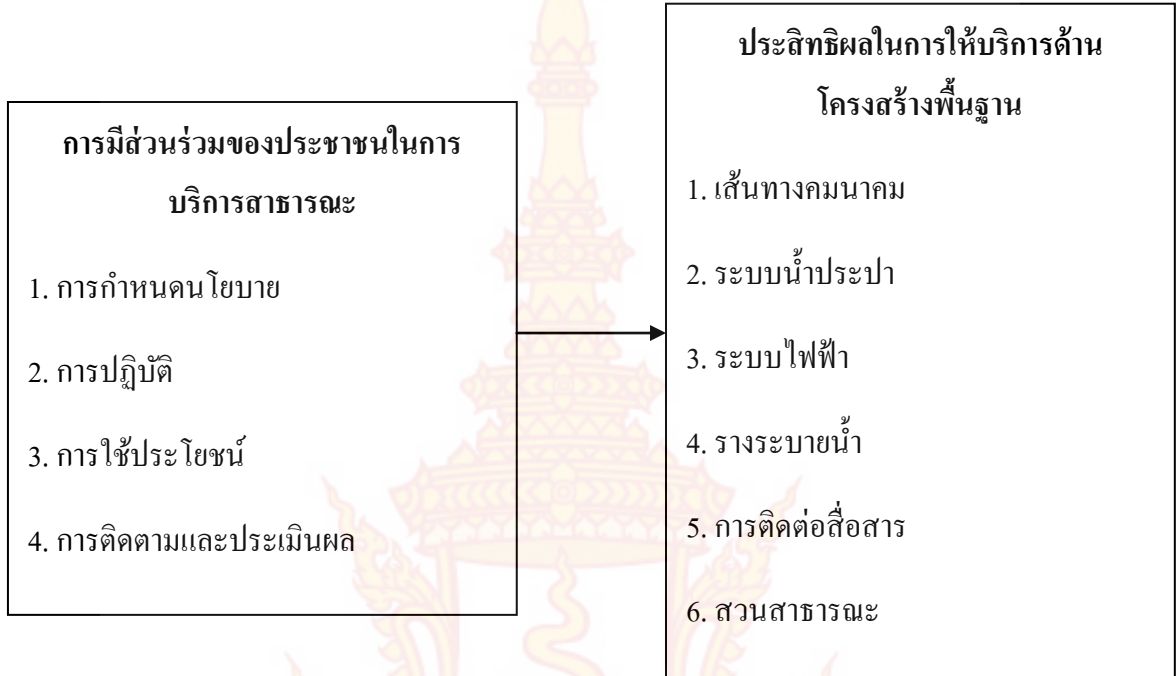 การมีส่วนร่วมของประชาชนในการ
บริการสาธารณะ
1. การกำหนดนโยบาย
2. การปฏิบัติ
3. การใช้ประโยชน์
4. การติดตามและประเมินผล
ประสิทธิผลในการให้บริการด้าน
โครงสร้างพื้นฐาน
1. เส้นทางคมนาคม
2. ระบบน้ำประปา
3. ระบบไฟฟ้า
4. รางระบายน้ำ
5. การติดต่อสื่อสาร
6. สวนสาธารณะ